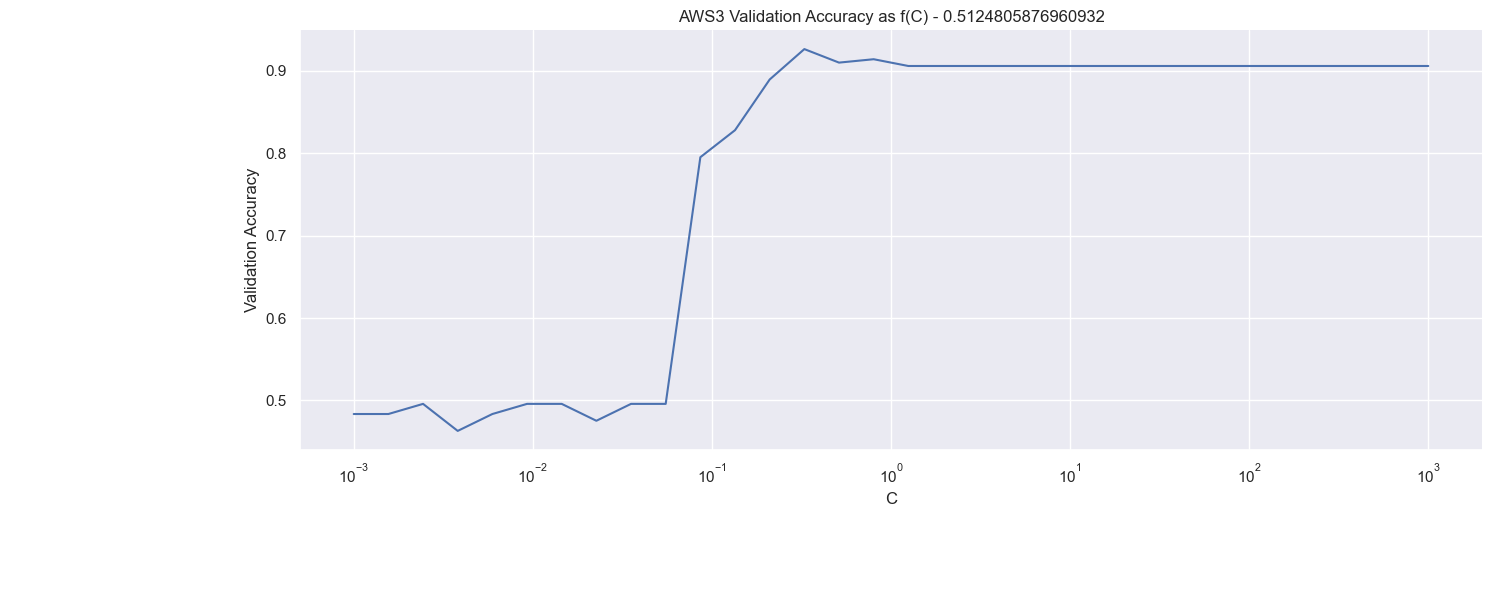 AWS3 Validation Accuracy as f(C) - 0.5124805876960932
0.9
0.8
0.7
0.6
0.5
Validation Accuracy
10⁻³ 10⁻² 10⁻¹ 10⁰ 10¹ 10² 10³
C